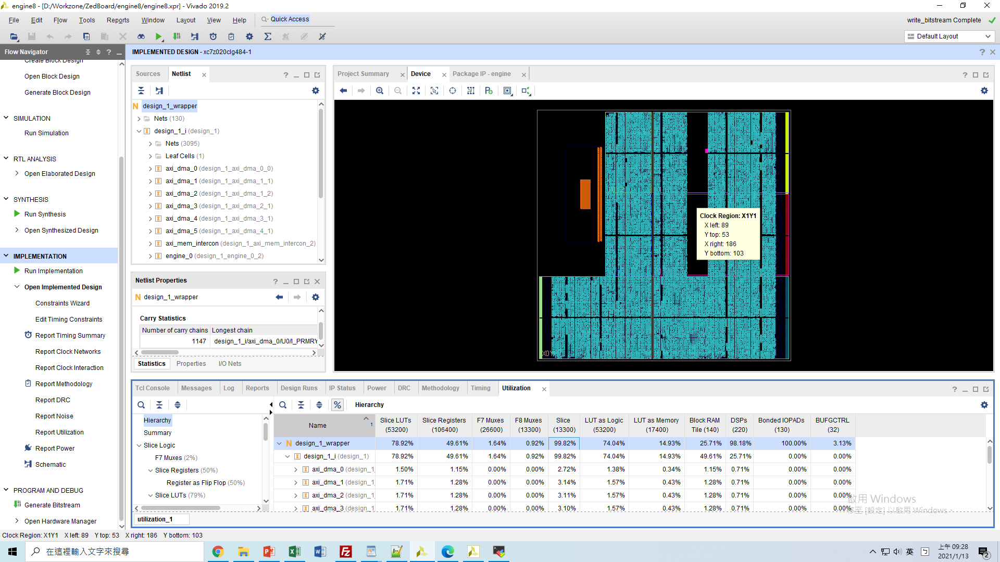 engine8 - [D:/Workzone/ZedBoard/engine8/engine8.xpr] - Vivado 2019.2
File Edit Flow Tools Reports Window Layout View Help Quick Access
write_bitstream Complete
Default Layout
Flow Navigator
IMPLEMENTED DESIGN - xc7z020clg484-1
Create Block Design
Open Block Design
Generate Block Design
SIMULATION
Run Simulation
RTL ANALYSIS
Open Elaborated Design
SYNTHESIS
Run Synthesis
Open Synthesized Design
IMPLEMENTATION
Run Implementation
Open Implemented Design
Constraints Wizard
Edit Timing Constraints
Report Timing Summary
Report Clock Networks
Report Clock Interaction
Report Methodology
Report DRC
Report Noise
Report Utilization
Report Power
Schematic
PROGRAM AND DEBUG
Generate Bitstream
Open Hardware Manager
Sources Netlist
design_1_wrapper
Nets (130)
design_1_i (design_1)
Nets (3095)
Leaf Cells (1)
axi_dma_0 (design_1_axi_dma_0_0)
axi_dma_1 (design_1_axi_dma_1_1)
axi_dma_2 (design_1_axi_dma_1_2)
axi_dma_3 (design_1_axi_dma_2_1)
axi_dma_4 (design_1_axi_dma_3_1)
axi_dma_5 (design_1_axi_dma_4_1)
axi_mem_intercon (design_1_axi_mem_intercon_2)
engine_0 (design_1_engine_0_2)
Netlist Properties
design_1_wrapper
Carry Statistics
Number of carry chains Longest chain
1147 design_1_i/axi_dma_0/U0/I_PRMRY
Statistics Properties I/O Nets
Project Summary Device Package IP - engine
Clock Region: X1Y1
X left: 89
Y top: 53
X right: 186
Y bottom: 103
Tcl Console Messages Log Reports Design Runs IP Status Power DRC Methodology Timing Utilization
Hierarchy
Summary
Slice Logic
F7 Muxes (2%)
Slice Registers (50%)
Register as Flip Flop (50%)
Slice LUTs (79%)
utilization_1
Hierarchy
Name 1 Slice LUTs (53200) Slice Registers (106400) F7 Muxes (26600) F8 Muxes (13300) Slice (13300) LUT as Logic (53200) LUT as Memory (17400) Block RAM Tile (140) DSPs (220) Bonded IOPADs (130) BUFGCTRL (32)
design_1_wrapper 78.92% 49.61% 1.64% 0.92% 99.82% 74.04% 14.93% 25.71% 98.18% 100.00% 3.13%
design_1_i (design_1) 78.92% 49.61% 1.64% 0.92% 99.82% 74.04% 14.93% 49.61% 25.71% 0.00% 0.00%
axi_dma_0 (design_1 1.50% 1.15% 0.00% 0.00% 2.72% 1.38% 0.34% 1.15% 0.71% 0.00% 0.00%
axi_dma_1 (design_1 1.71% 1.28% 0.00% 0.00% 3.14% 1.57% 0.43% 1.28% 0.71% 0.00% 0.00%
axi_dma_2 (design_1 1.71% 1.28% 0.00% 0.00% 3.11% 1.57% 0.43% 1.28% 0.71% 0.00% 0.00%
axi_dma_3 (design_1 1.71% 1.28% 0.00% 0.00% 3.10% 1.57% 0.43% 1.28% 0.71% 0.00% 0.00%
啟用 Windows
移至 [設定] 以啟用 Windows。
Clock Region: X1Y1 X left: 89 Y top: 53 X right: 186 Y bottom: 103
在這裡輸入文字來搜尋
英
上午 09:28
2021/1/13
2